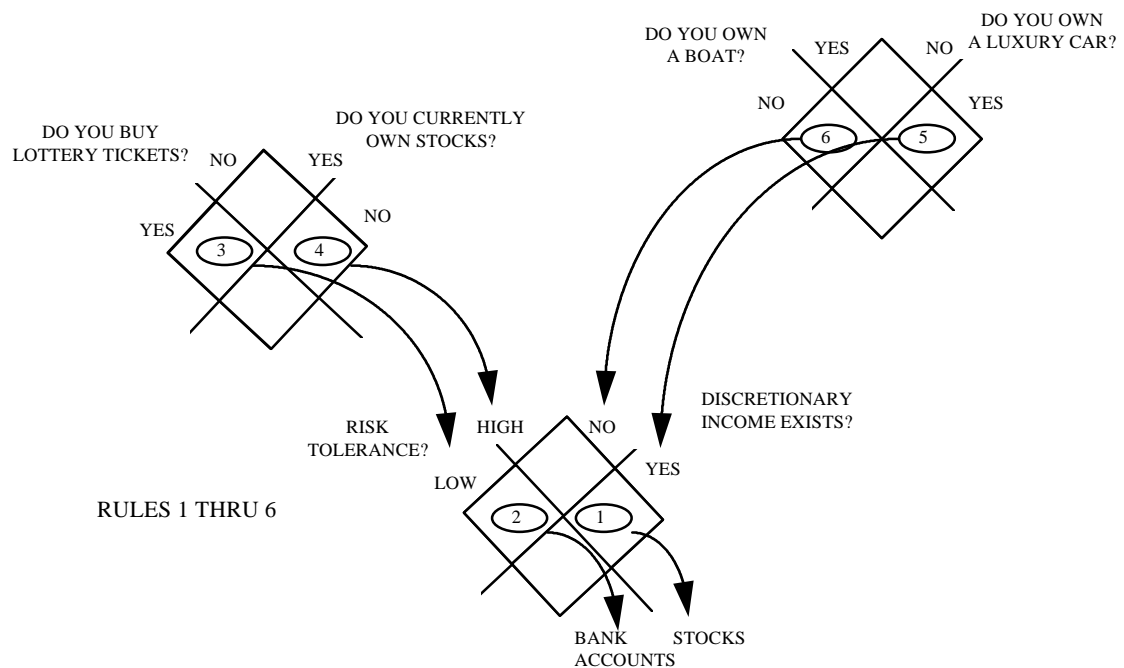 DO YOU OWN
A BOAT?
YES
NO
DO YOU OWN
A LUXURY CAR?
NO
YES
6
5
DO YOU BUY
LOTTERY TICKETS?
NO
YES
DO YOU CURRENTLY
OWN STOCKS?
YES
NO
3
4
RISK
TOLERANCE?
HIGH
LOW
NO
YES
DISCRETIONARY
INCOME EXISTS?
2
1
RULES 1 THRU 6
BANK
ACCOUNTS
STOCKS